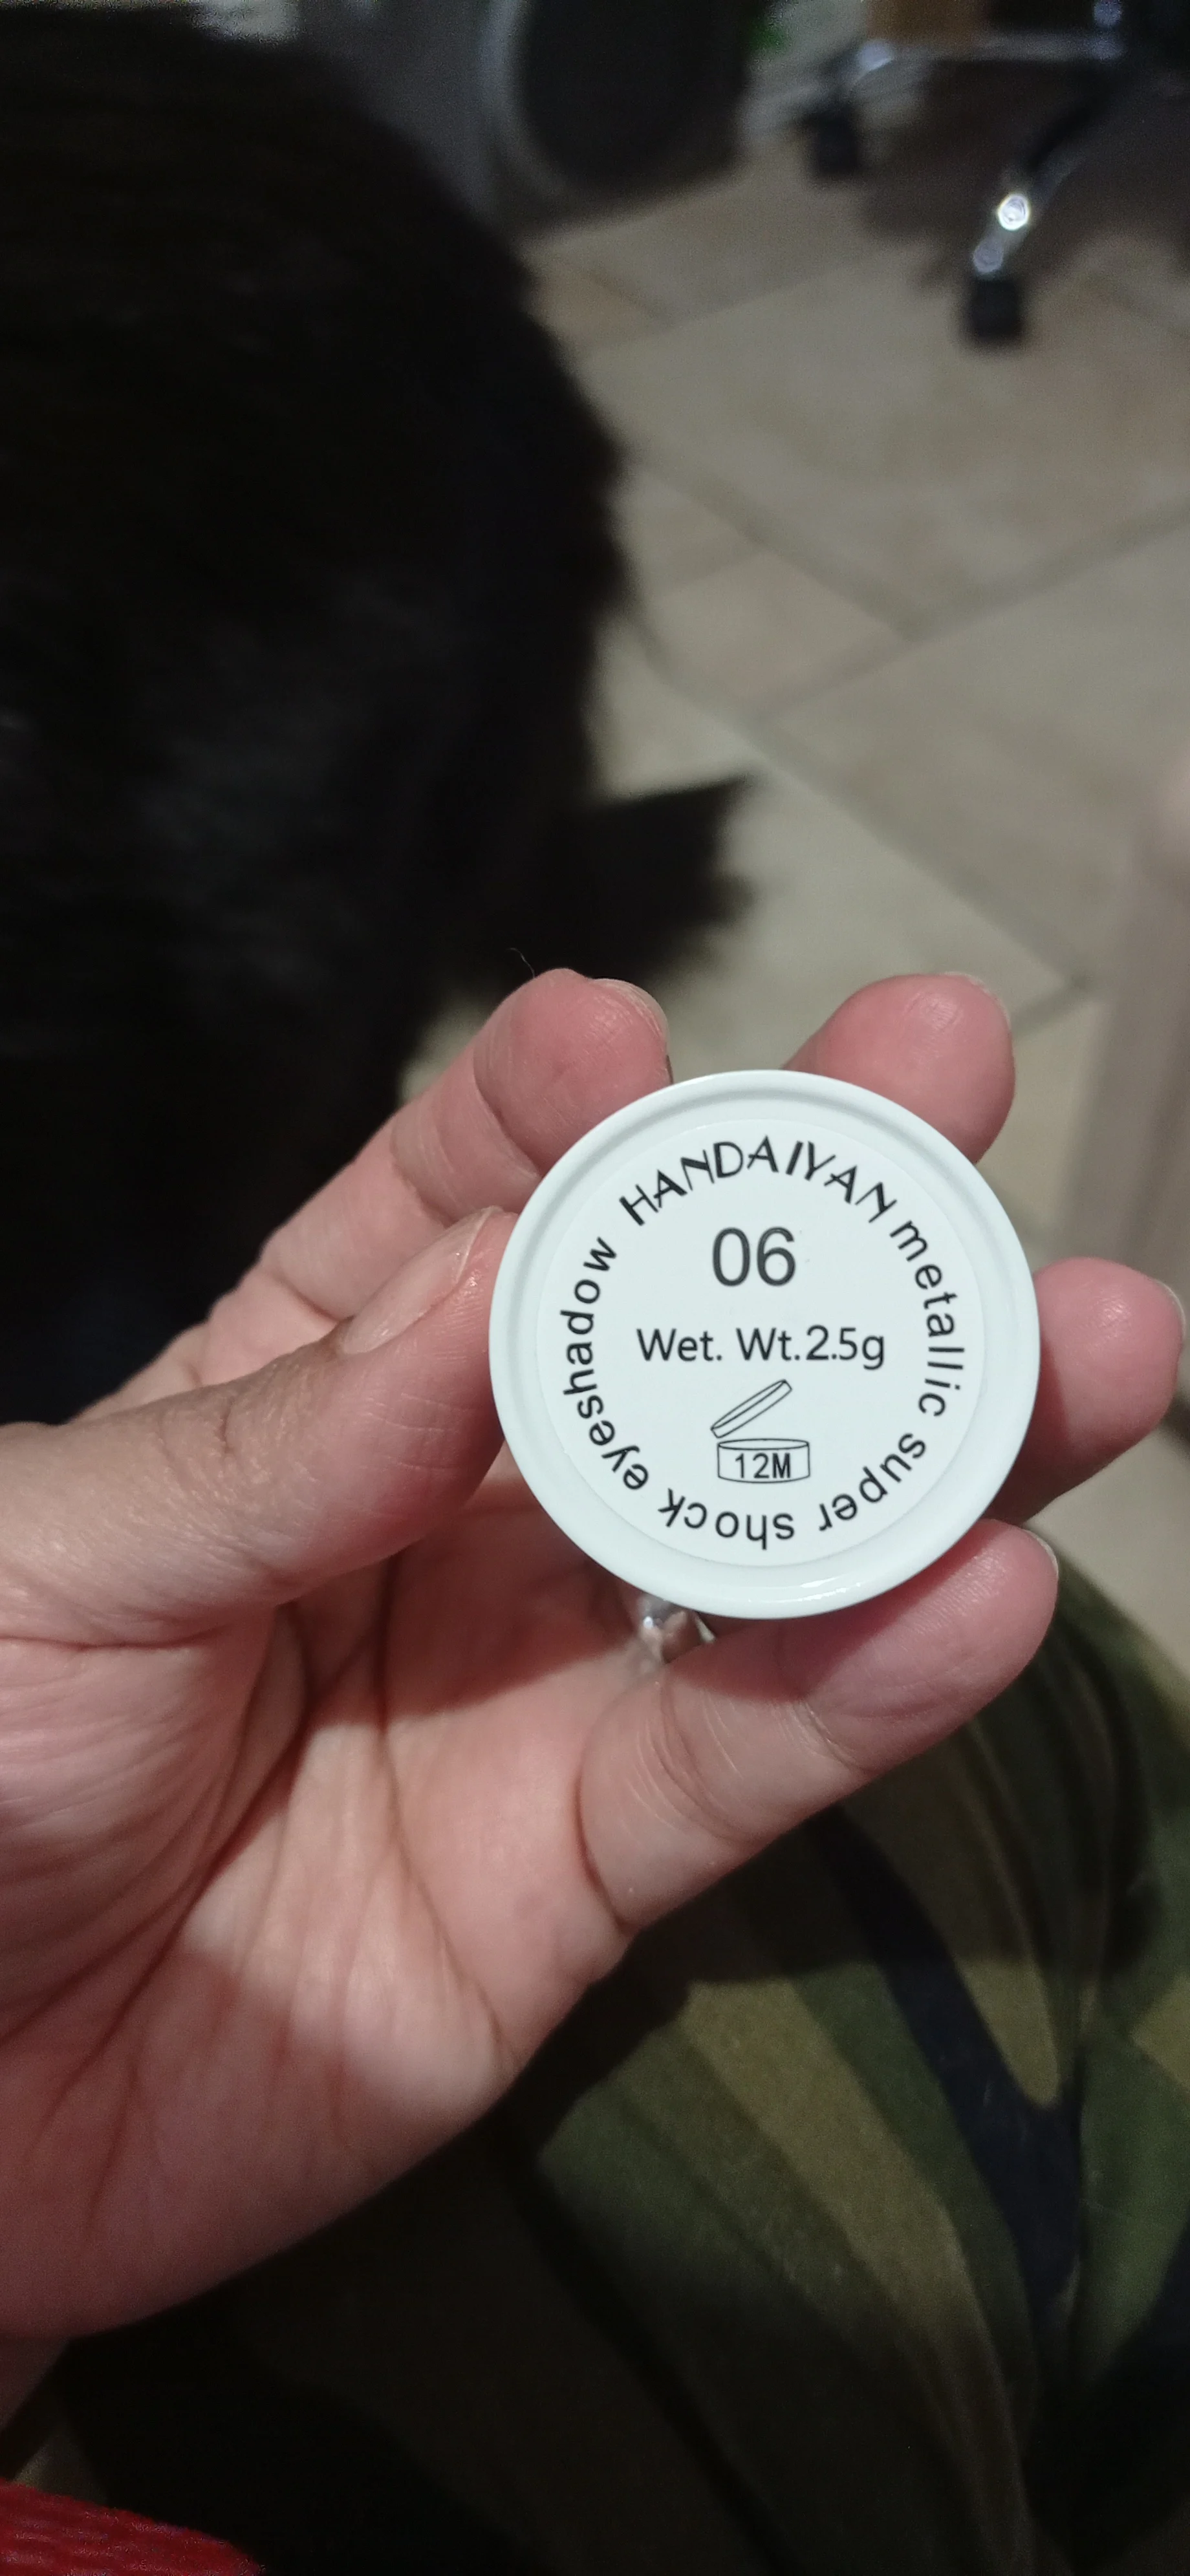 HANDAIYAN metallic super shock eyeshadow
06
Wet. Wt.2.5g
12M